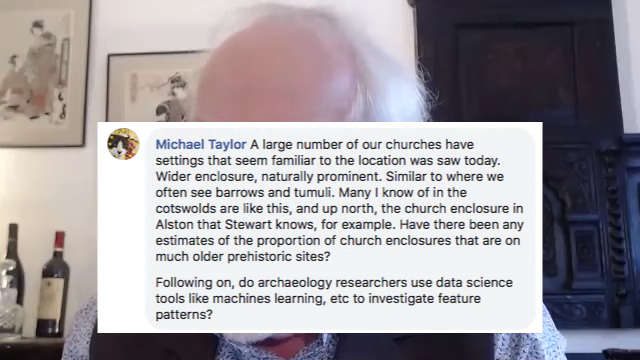 Michael Taylor A large number of our churches have
settings that seem familiar to the location was saw today.
Wider enclosure, naturally prominent. Similar to where we
often see barrows and tumuli. Many I know of in the
cotswolds are like this, and up north, the church enclosure in
Alston that Stewart knows, for example. Have there been any
estimates of the proportion of church enclosures that are on
much older prehistoric sites?
Following on, do archaeology researchers use data science
tools like machines learning, etc to investigate feature
patterns?